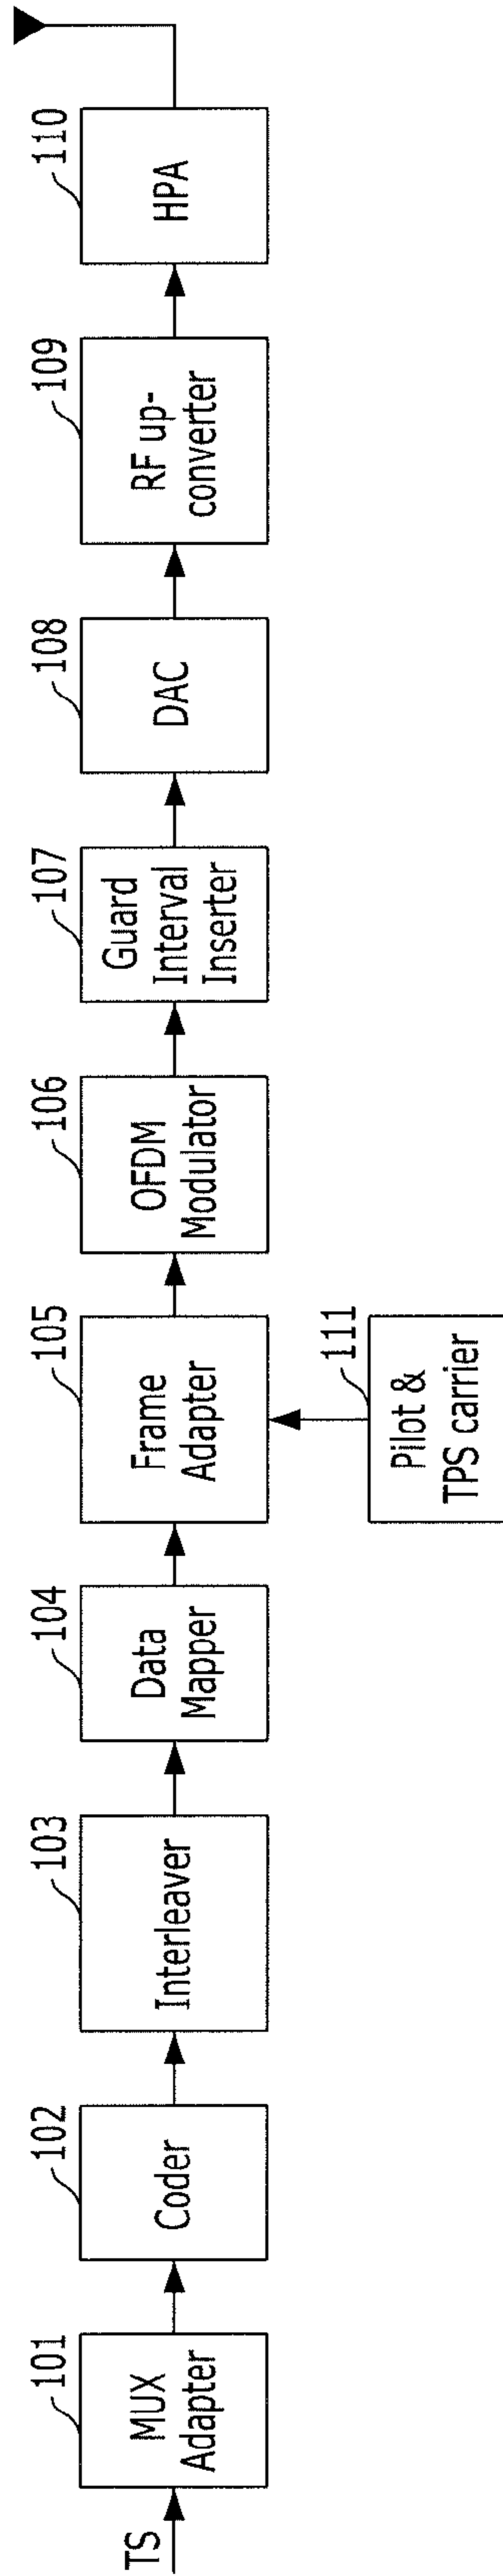 TS
101
MUX
Adapter
102
Coder
103
Interleaver
104
Data
Mapper
105
Frame
Adapter
111
Pilot &
TPS carrier
106
OFDM
Modulator
107
Guard
Interval
Inserter
108
DAC
109
RF up-
converter
110
HPA